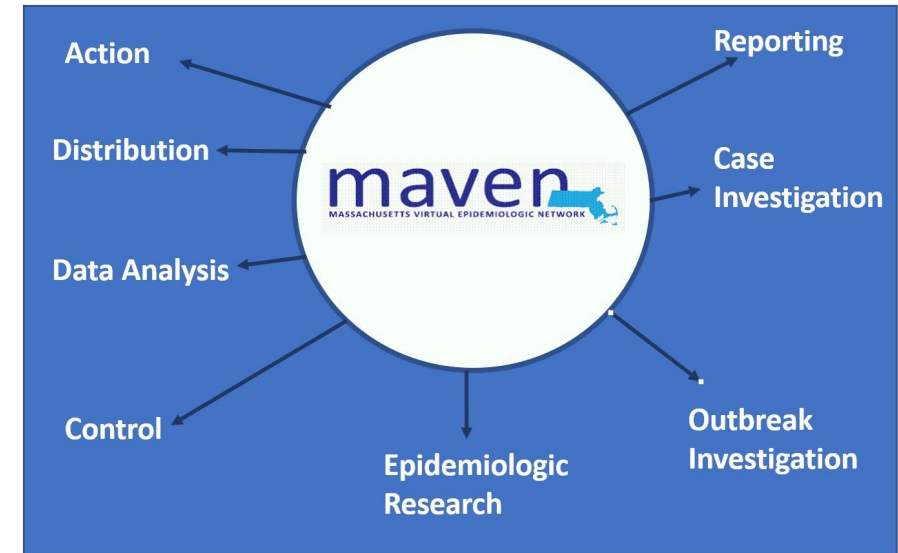 Action
Reporting
Distribution
Case
Investigation
maven
MASSACHUSETTS VIRTUAL EPIDEMIOLOGIC NETWORK
Data Analysis
Control
Outbreak
Investigation
Epidemiologic
Research